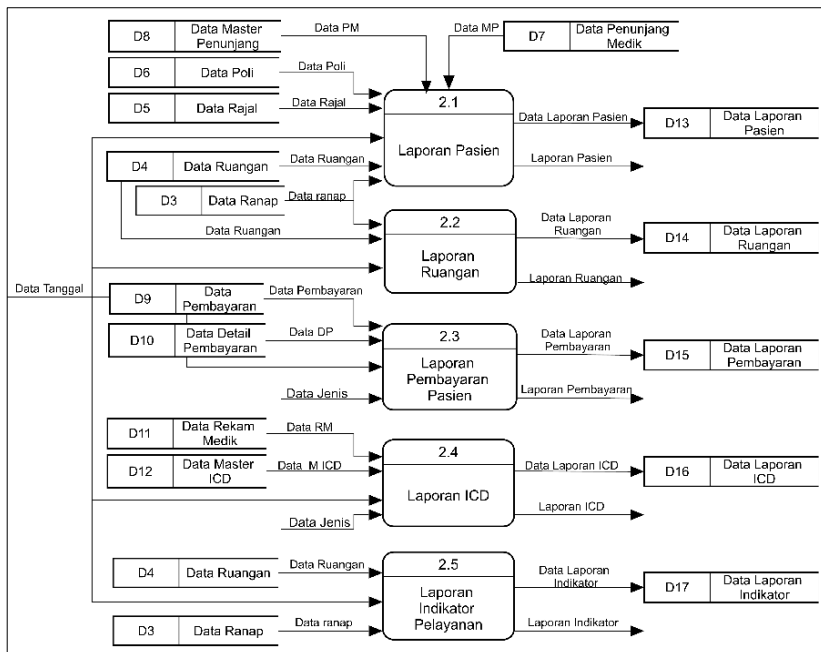 D8
Data Master
Penunjang
Data PM
Data MP
D7
Data Penunjang
Medik
D6
Data Poli
Data Poli
D5
Data Rajal
Data Rajal
2.1
Laporan Pasien
Data Laporan Pasien
D13
Data Laporan
Pasien
Laporan Pasien
D4
Data Ruangan
Data Ruangan
D3
Data Ranap
Data ranap
Data Ruangan
2.2
Laporan
Ruangan
Data Laporan
Ruangan
D14
Data Laporan
Ruangan
Laporan Ruangan
Data Tanggal
D9
Data
Pembayaran
Data Pembayaran
D10
Data Detail
Pembayaran
Data DP
2.3
Laporan
Pembayaran
Pasien
Data Laporan
Pembayaran
D15
Data Laporan
Pembayaran
Laporan Pembayaran
Data Jenis
D11
Data Rekam
Medik
Data RM
D12
Data Master
ICD
Data M ICD
2.4
Laporan ICD
Data Laporan ICD
D16
Data Laporan
ICD
Laporan ICD
Data Jenis
D4
Data Ruangan
Data Ruangan
2.5
Laporan
Indikator
Pelayanan
Data Laporan
Indikator
D17
Data Laporan
Indikator
Laporan Indikator
D3
Data Ranap
Data ranap